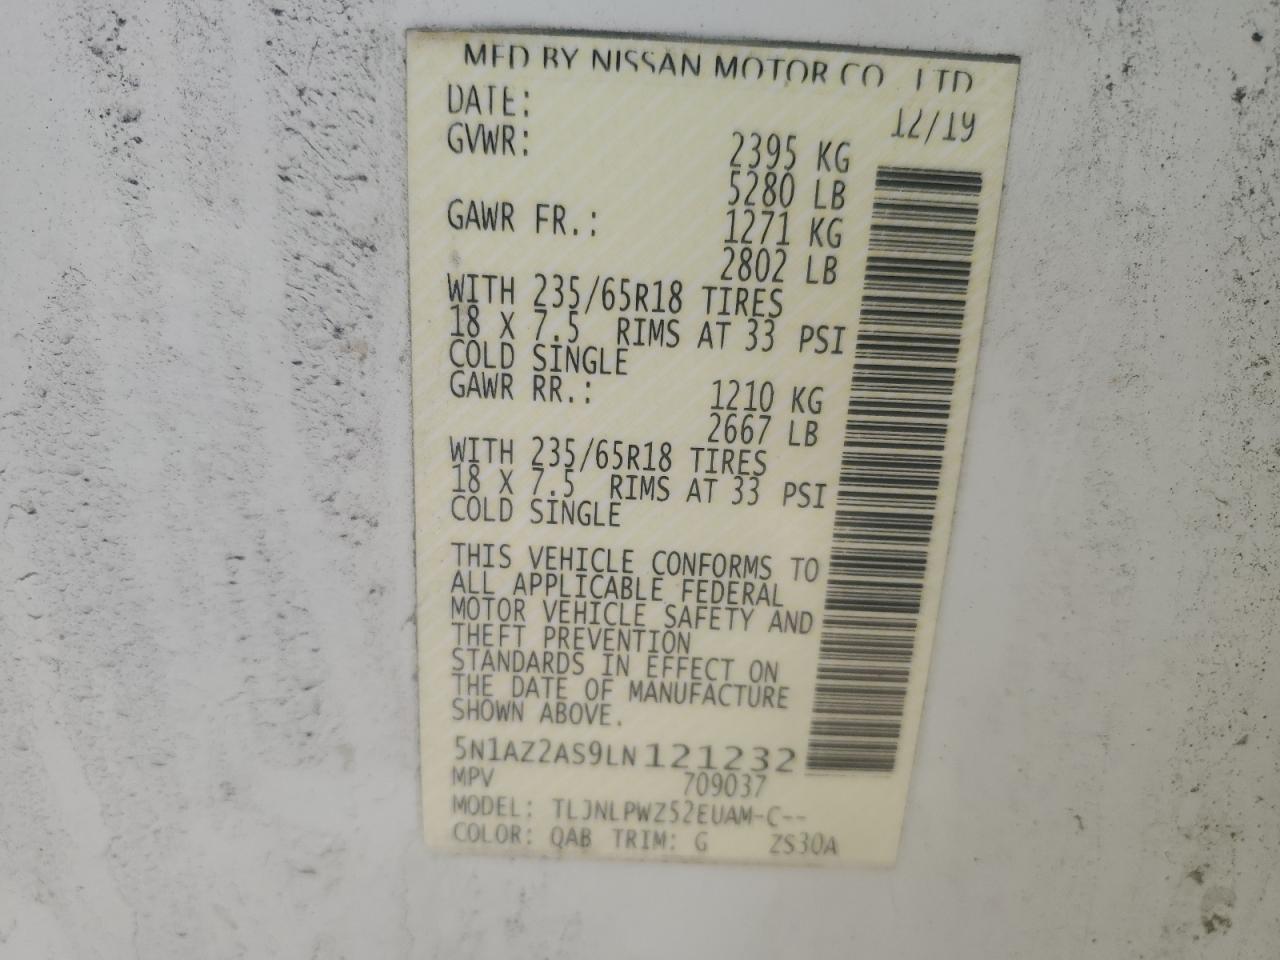 MFD BY NISSAN MOTOR CO., LTD.
DATE: 12/19
GVWR: 2395 KG
5280 LB
GAWR FR.: 1271 KG
2802 LB
WITH 235/65R18 TIRES
18 X 7.5 RIMS AT 33 PSI
COLD SINGLE
GAWR RR.: 1210 KG
2667 LB
WITH 235/65R18 TIRES
18 X 7.5 RIMS AT 33 PSI
COLD SINGLE
THIS VEHICLE CONFORMS TO
ALL APPLICABLE FEDERAL
MOTOR VEHICLE SAFETY AND
THEFT PREVENTION
STANDARDS IN EFFECT ON
THE DATE OF MANUFACTURE
SHOWN ABOVE.
5N1AZ2AS9LN121232
MPV 709037
MODEL: TLJNLPWZ52EUAM-C--
COLOR: QAB TRIM: G ZS30A